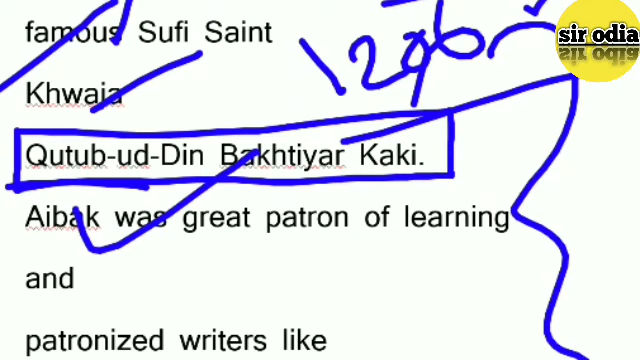 famous Sufi Saint
1206
sir odia
Khwaja
Qutub-ud-Din Bakhtiyar Kaki.
Aibak was great patron of learning
and
patronized writers like